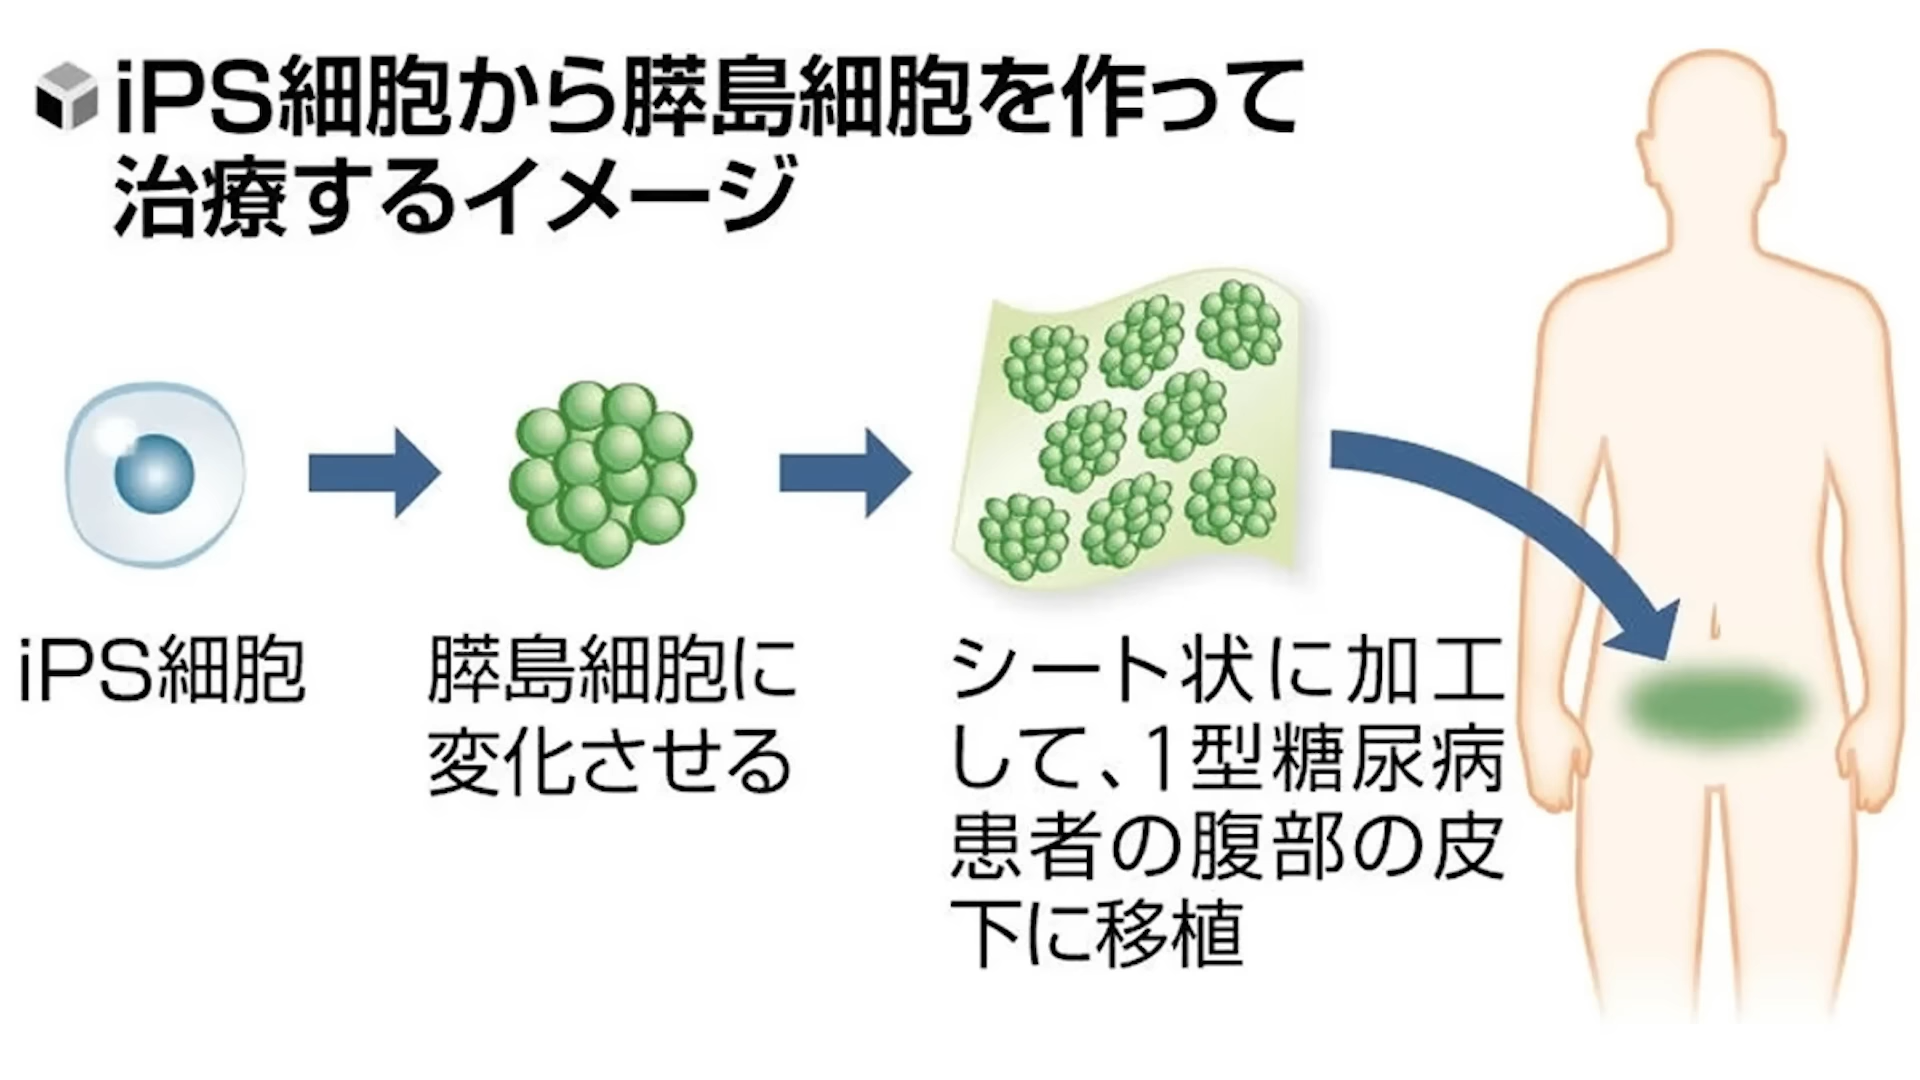 iPS細胞から膵島細胞を作って
治療するイメージ
iPS細胞
膵島細胞に
変化させる
シート状に加工
して、1型糖尿病
患者の腹部の皮
下に移植